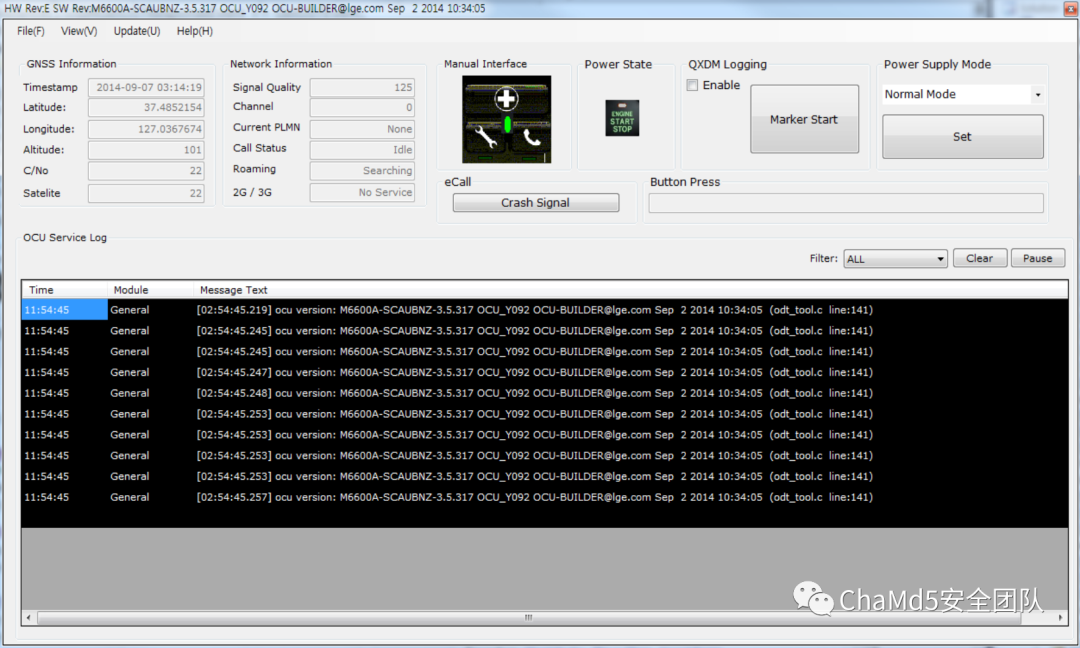 HW Rev:E SW Rev:M6600A-SCAUBNZ-3.5.317 OCU_Y092 OCU-BUILDER@lge.com Sep  2 2014 10:34:05
File(F) View(V) Update(U) Help(H)
GNSS Information
Timestamp 2014-09-07 03:14:19
Latitude: 37.4852154
Longitude: 127.0367674
Altitude: 101
C/No 22
Satelite 22
Network Information
Signal Quality 125
Channel 0
Current PLMN None
Call Status Idle
Roaming Searching
2G / 3G No Service
Manual Interface
Power State
ENGINE
START
STOP
QXDM Logging
Enable
Marker Start
Power Supply Mode
Normal Mode
Set
eCall
Crash Signal
Button Press
OCU Service Log
Filter: ALL Clear Pause
Time Module Message Text
11:54:45 General [02:54:45.219] ocu version: M6600A-SCAUBNZ-3.5.317 OCU_Y092 OCU-BUILDER@lge.com Sep  2 2014 10:34:05  (odt_tool.c  line:141)
11:54:45 General [02:54:45.245] ocu version: M6600A-SCAUBNZ-3.5.317 OCU_Y092 OCU-BUILDER@lge.com Sep  2 2014 10:34:05  (odt_tool.c  line:141)
11:54:45 General [02:54:45.245] ocu version: M6600A-SCAUBNZ-3.5.317 OCU_Y092 OCU-BUILDER@lge.com Sep  2 2014 10:34:05  (odt_tool.c  line:141)
11:54:45 General [02:54:45.247] ocu version: M6600A-SCAUBNZ-3.5.317 OCU_Y092 OCU-BUILDER@lge.com Sep  2 2014 10:34:05  (odt_tool.c  line:141)
11:54:45 General [02:54:45.248] ocu version: M6600A-SCAUBNZ-3.5.317 OCU_Y092 OCU-BUILDER@lge.com Sep  2 2014 10:34:05  (odt_tool.c  line:141)
11:54:45 General [02:54:45.253] ocu version: M6600A-SCAUBNZ-3.5.317 OCU_Y092 OCU-BUILDER@lge.com Sep  2 2014 10:34:05  (odt_tool.c  line:141)
11:54:45 General [02:54:45.253] ocu version: M6600A-SCAUBNZ-3.5.317 OCU_Y092 OCU-BUILDER@lge.com Sep  2 2014 10:34:05  (odt_tool.c  line:141)
11:54:45 General [02:54:45.253] ocu version: M6600A-SCAUBNZ-3.5.317 OCU_Y092 OCU-BUILDER@lge.com Sep  2 2014 10:34:05  (odt_tool.c  line:141)
11:54:45 General [02:54:45.253] ocu version: M6600A-SCAUBNZ-3.5.317 OCU_Y092 OCU-BUILDER@lge.com Sep  2 2014 10:34:05  (odt_tool.c  line:141)
11:54:45 General [02:54:45.257] ocu version: M6600A-SCAUBNZ-3.5.317 OCU_Y092 OCU-BUILDER@lge.com Sep  2 2014 10:34:05  (odt_tool.c  line:141)
ChaMd5安全团队